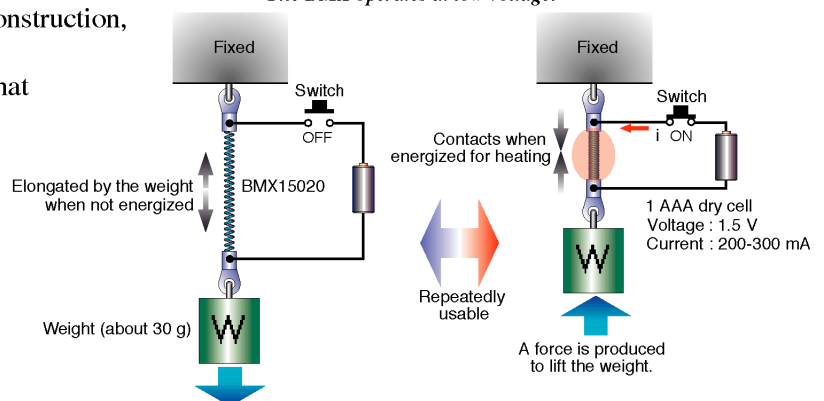 onstruction,
hat
Fixed
Switch
OFF
Elongated by the weight
when not energized
BMX15020
Weight (about 30 g)
W
Repeatedly
usable
Fixed
Switch
i ON
Contacts when
energized for heating
1 AAA dry cell
Voltage : 1.5 V
Current : 200-300 mA
W
A force is produced
to lift the weight.